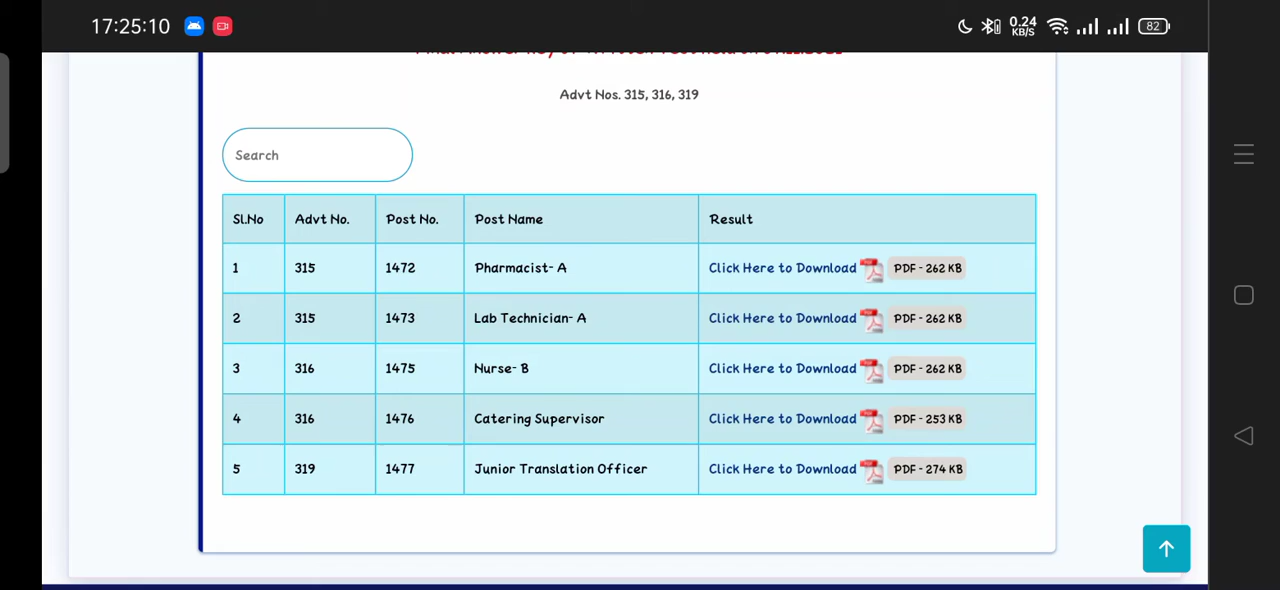 17:25:10 0.24 KB/S 82
Advt Nos. 315, 316, 319
Search
Sl.No Advt No. Post No. Post Name Result
1 315 1472 Pharmacist- A Click Here to Download PDF - 262 KB
2 315 1473 Lab Technician- A Click Here to Download PDF - 262 KB
3 316 1475 Nurse- B Click Here to Download PDF - 262 KB
4 316 1476 Catering Supervisor Click Here to Download PDF - 253 KB
5 319 1477 Junior Translation Officer Click Here to Download PDF - 274 KB